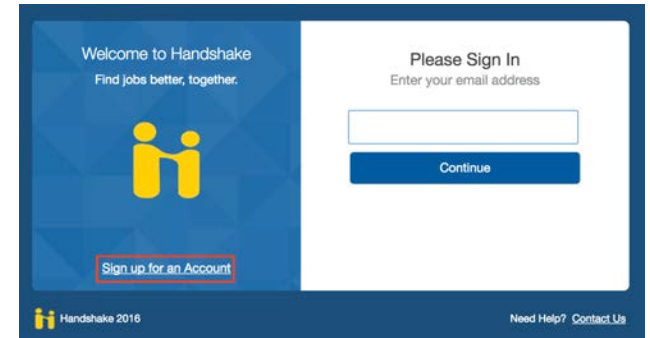 Welcome to Handshake
Find jobs better, together.
Sign up for an Account
Please Sign In
Enter your email address
Continue
Handshake 2016
Need Help? Contact Us